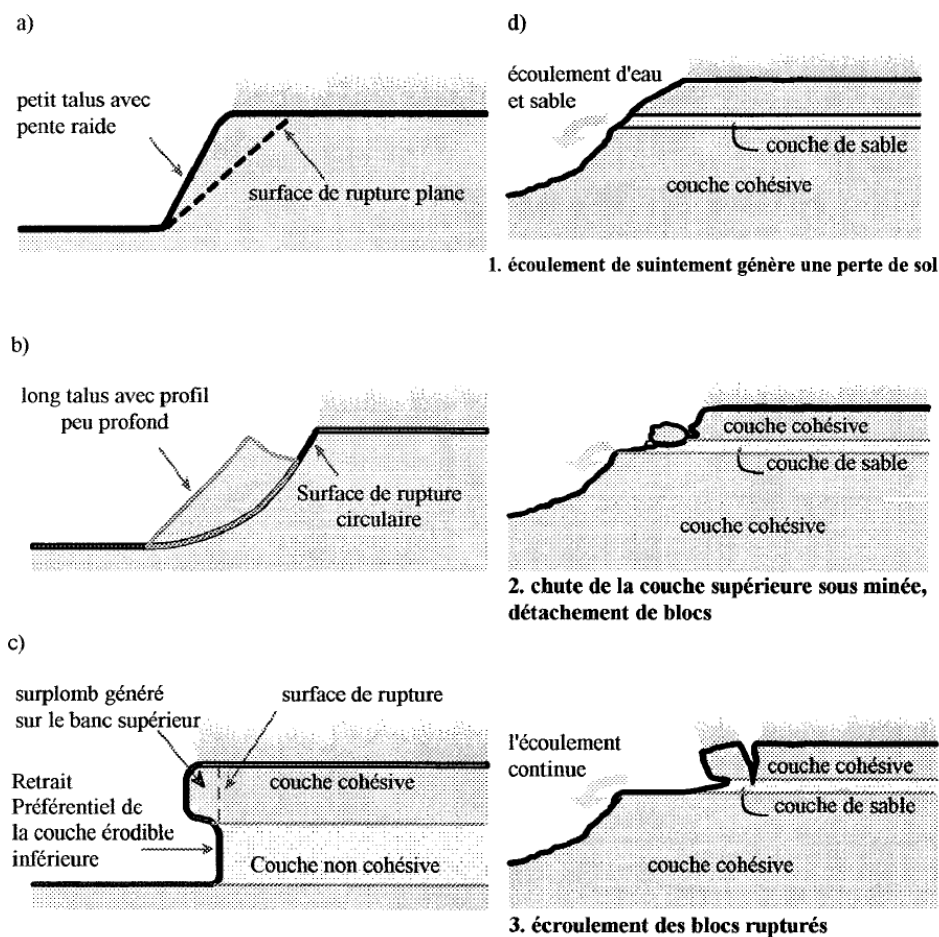 a)
petit talus avec
pente raide
surface de rupture plane
b)
long talus avec profil
peu profond
Surface de rupture
circulaire
c)
surplomb généré
sur le banc supérieur
surface de rupture
couche cohésive
Retrait
Préférentiel de
la couche érodible
inférieure
Couche non cohésive
d)
écoulement d'eau
et sable
couche de sable
couche cohésive
1. écoulement de suintement génère une perte de sol
couche cohésive
couche de sable
couche cohésive
2. chute de la couche supérieure sous minée,
détachement de blocs
l'écoulement
continue
couche cohésive
couche de sable
couche cohésive
3. écroulement des blocs rupturés